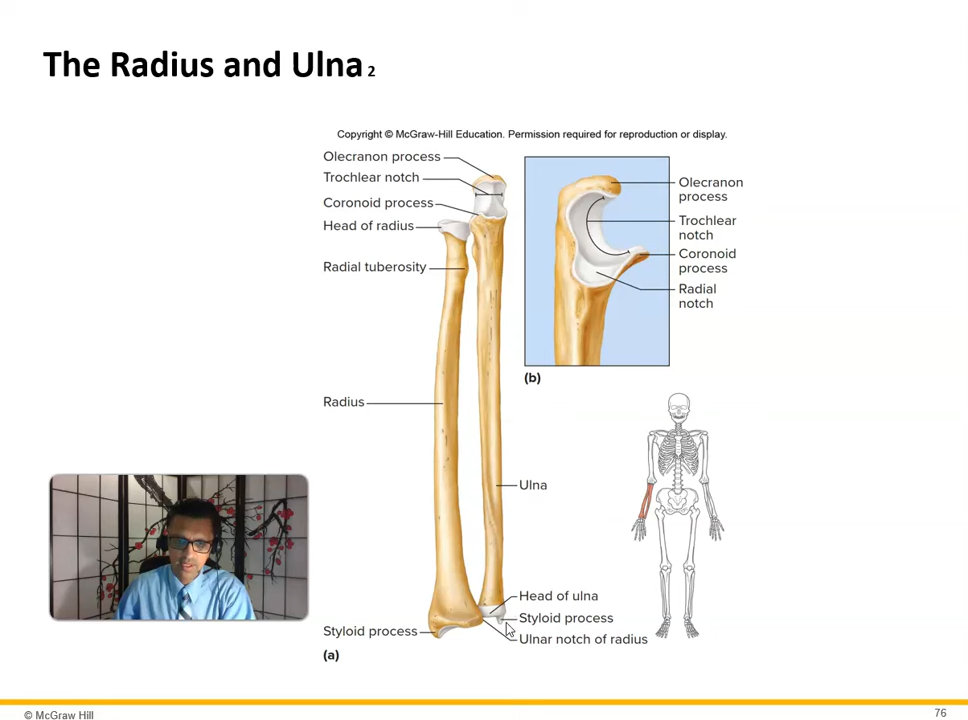 The Radius and Ulna 2
Copyright © McGraw-Hill Education. Permission required for reproduction or display.
Olecranon process
Trochlear notch
Coronoid process
Head of radius
Radial tuberosity
Radius
Ulna
Head of ulna
Styloid process
Ulnar notch of radius
Styloid process
(a)
Olecranon
process
Trochlear
notch
Coronoid
process
Radial
notch
(b)
© McGraw Hill
76